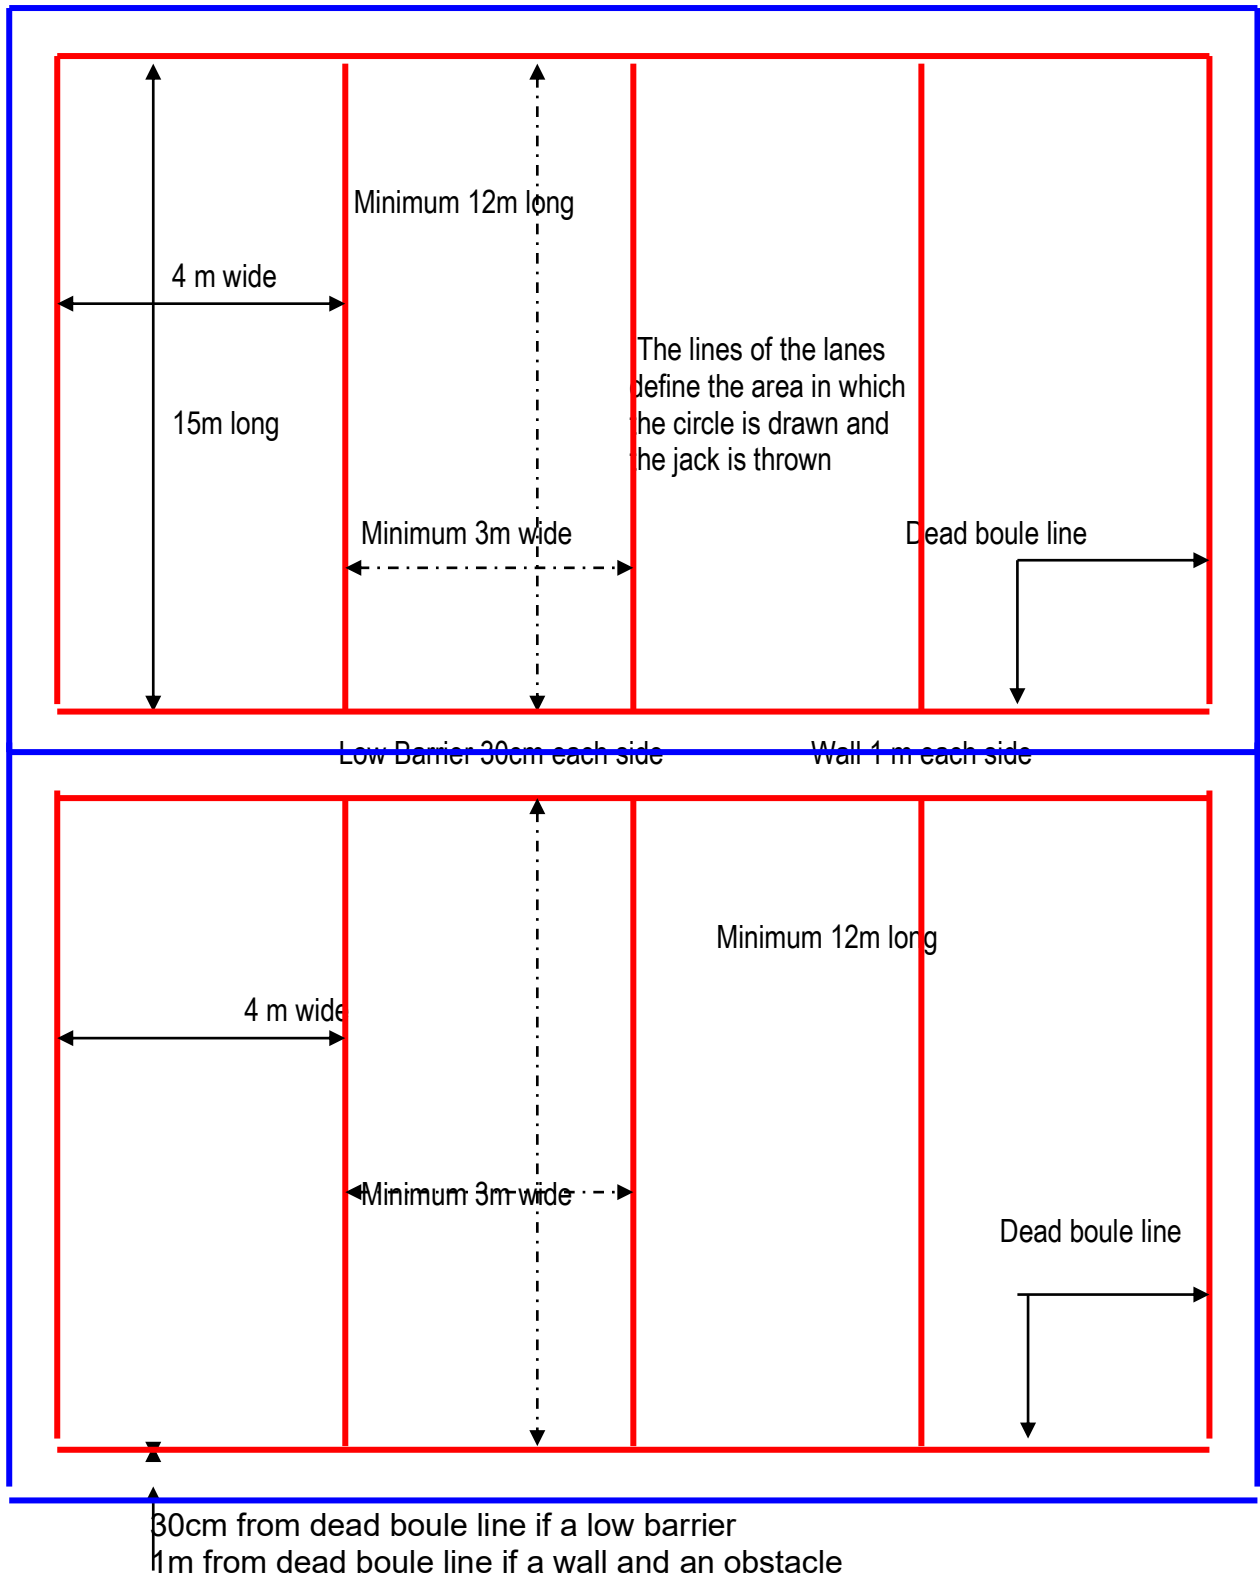 Minimum 12m long
4 m wide
The lines of the lanes
define the area in which
the circle is drawn and
the jack is thrown
15m long
Minimum 3m wide
Dead boule line
Low Barrier 30cm each side
Wall 1 m each side
Minimum 12m long
4 m wide
Minimum 3m wide
Dead boule line
30cm from dead boule line if a low barrier
1m from dead boule line if a wall and an obstacle